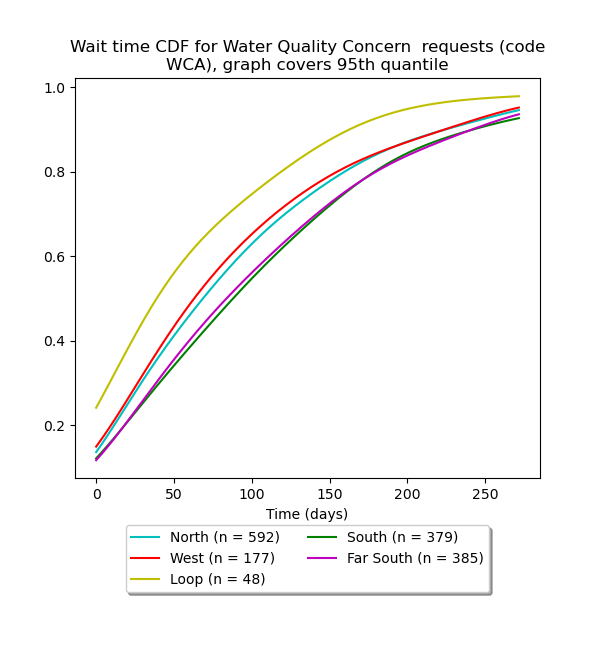 Wait time CDF for Water Quality Concern  requests (code
WCA), graph covers 95th quantile
1.0
0.8
0.6
0.4
0.2
0
50
100
150
200
250
Time (days)
North (n = 592)
West (n = 177)
Loop (n = 48)
South (n = 379)
Far South (n = 385)